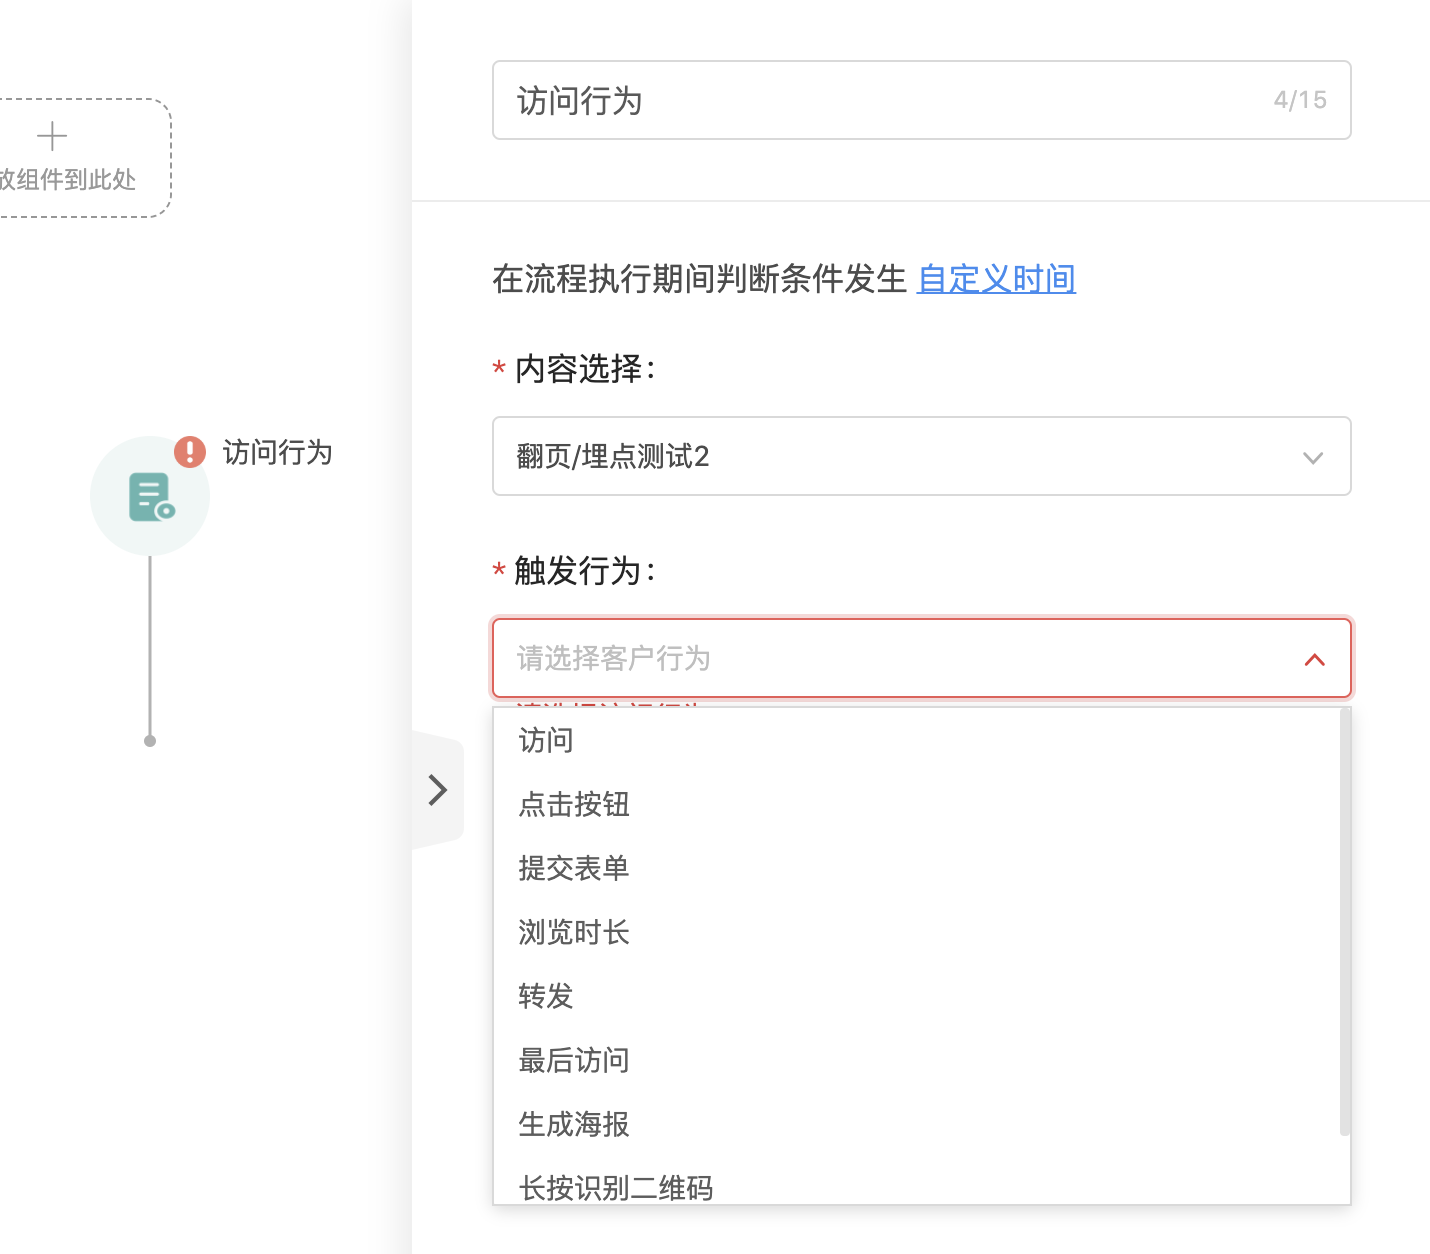 访问行为
4/15
放组件到此处
在流程执行期间判断条件发生 自定义时间
* 内容选择：
翻页/埋点测试2
访问行为
* 触发行为：
请选择客户行为
访问
点击按钮
提交表单
浏览时长
转发
最后访问
生成海报
长按识别二维码